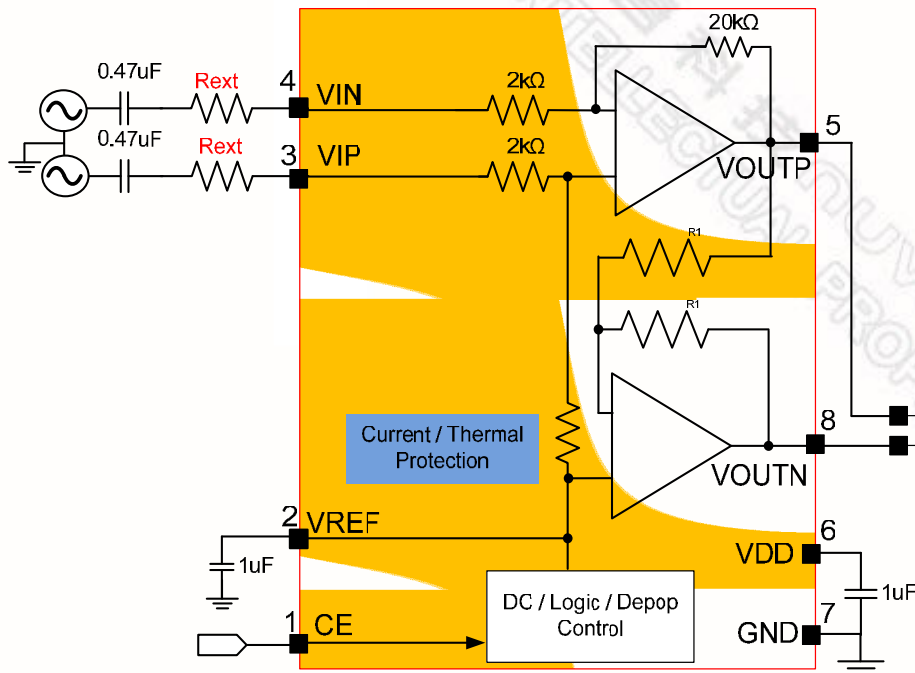 20kΩ
0.47uF
Rext
4
VIN
2kΩ
5
0.47uF
Rext
3
VIP
2kΩ
VOUTP
R1
R1
Current / Thermal
Protection
8
VOUTN
2
VREF
6
VDD
1uF
1uF
DC / Logic / Depop
Control
7
GND
1
CE